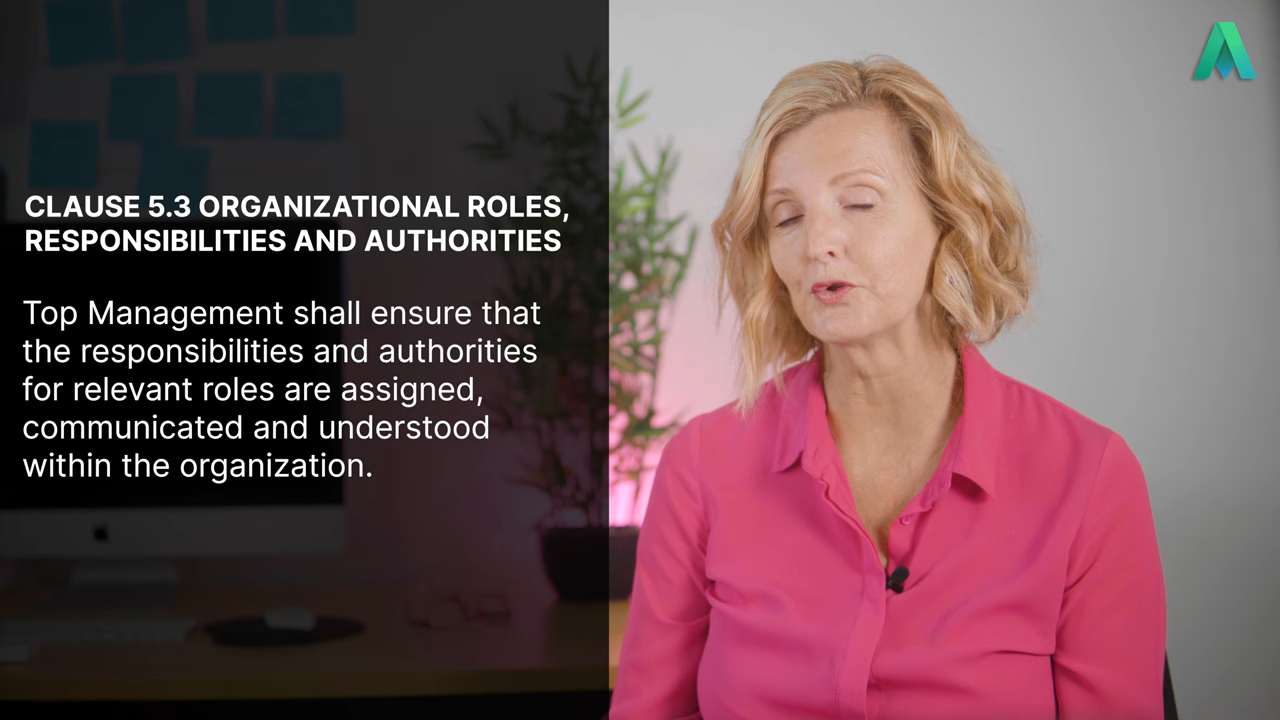 CLAUSE 5.3 ORGANIZATIONAL ROLES,
RESPONSIBILITIES AND AUTHORITIES
Top Management shall ensure that
the responsibilities and authorities
for relevant roles are assigned,
communicated and understood
within the organization.